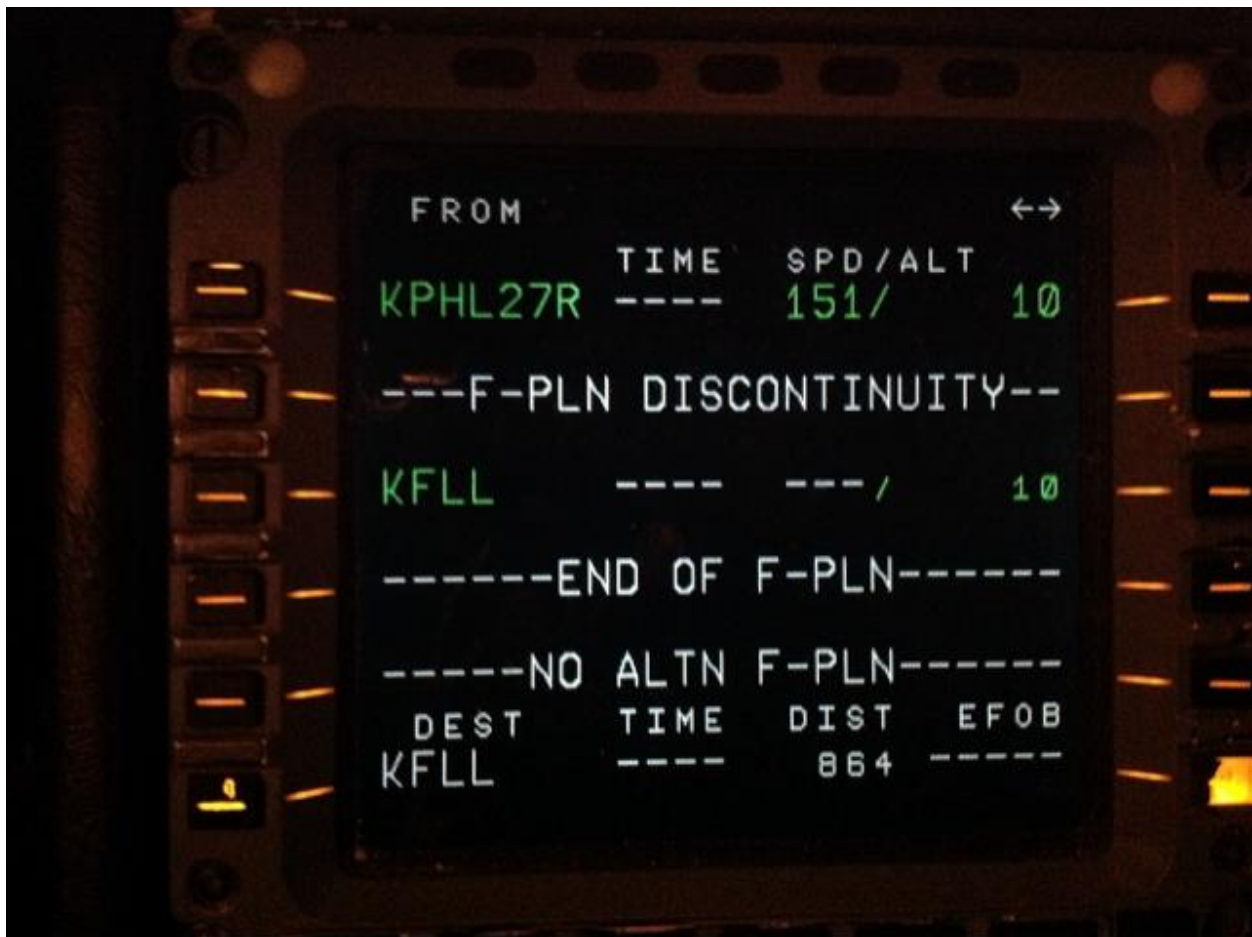 FROM ←→
TIME SPD/ALT
KPHL27R ---- 151/ 10
---F-PLN DISCONTINUITY--
KFLL ---- ---/ 10
------END OF F-PLN------
-----NO ALTN F-PLN------
DEST TIME DIST EFOB
KFLL ---- 864 -----